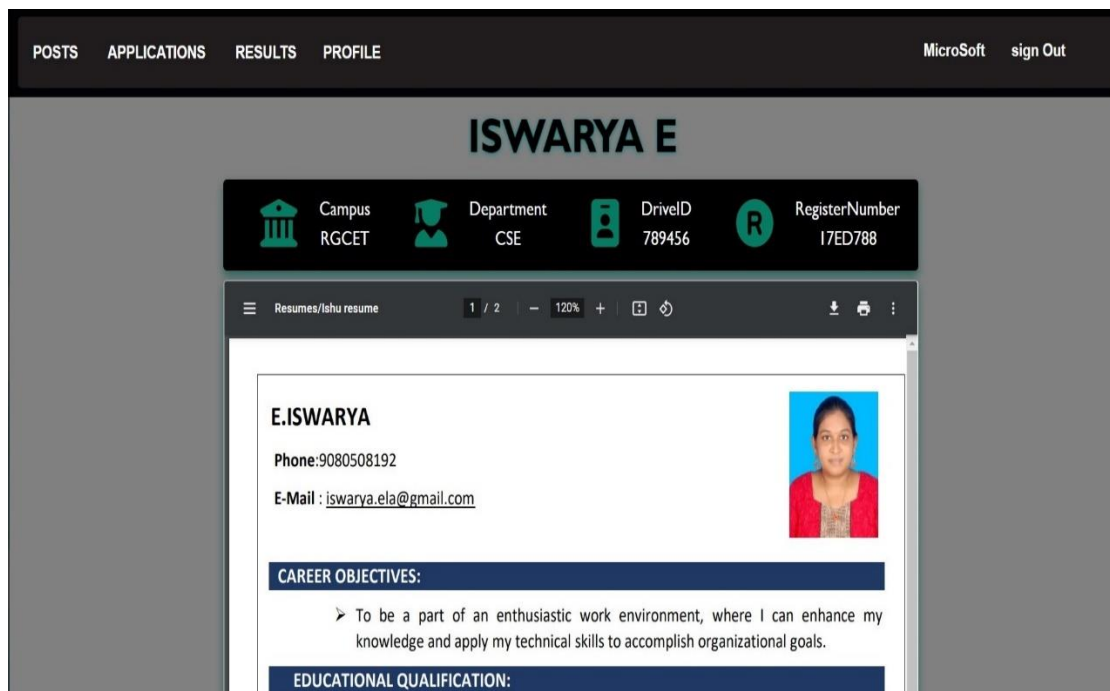 POSTS APPLICATIONS RESULTS PROFILE MicroSoft sign Out
ISWARYA E
Campus Department DriveID RegisterNumber
RGCET CSE 789456 R 17ED788
Resumes/Ishu resume 1 / 2 − 120% +
E.ISWARYA
Phone:9080508192
E-Mail : iswarya.ela@gmail.com
CAREER OBJECTIVES:
➢ To be a part of an enthusiastic work environment, where I can enhance my
knowledge and apply my technical skills to accomplish organizational goals.
EDUCATIONAL QUALIFICATION: